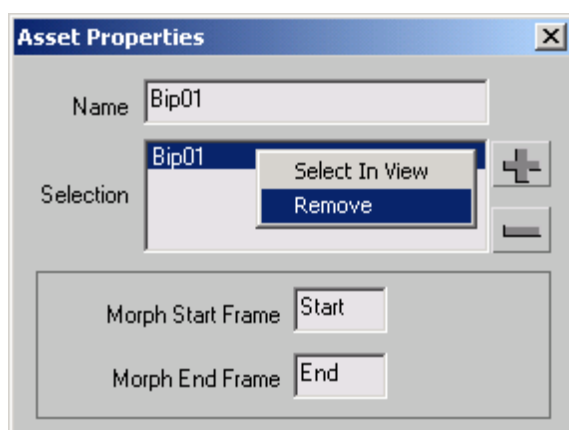 Asset Properties
Name Bip01
Selection Bip01
Select In View
Remove
Morph Start Frame Start
Morph End Frame End